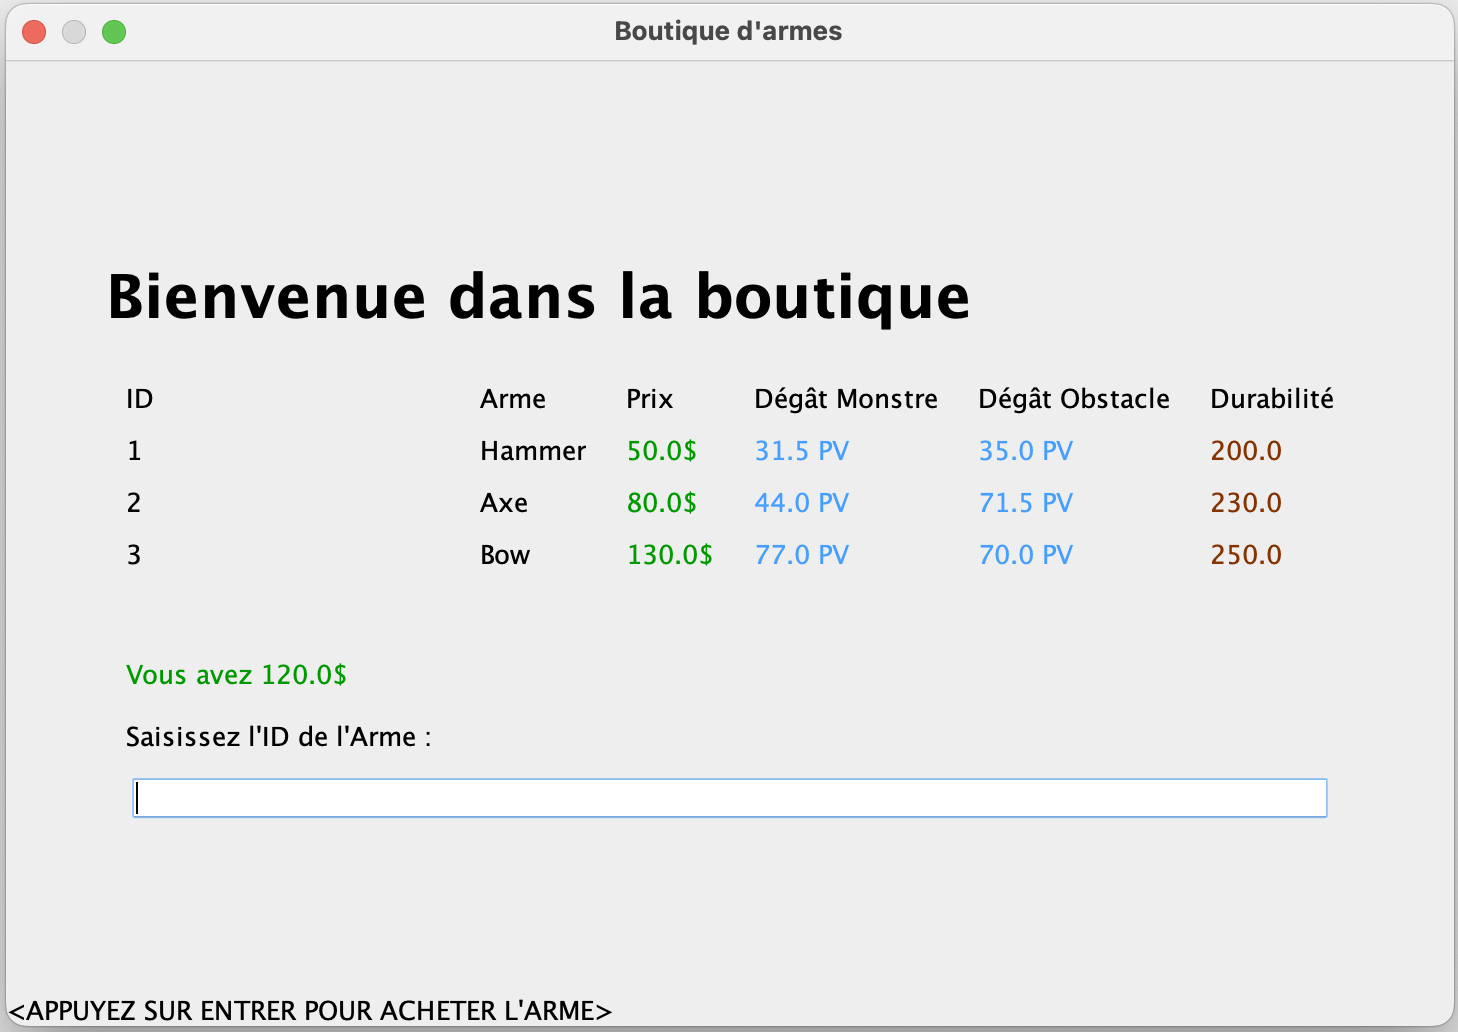 Boutique d'armes
Bienvenue dans la boutique
ID Arme Prix Dégât Monstre Dégât Obstacle Durabilité
1 Hammer 50.0$ 31.5 PV 35.0 PV 200.0
2 Axe 80.0$ 44.0 PV 71.5 PV 230.0
3 Bow 130.0$ 77.0 PV 70.0 PV 250.0
Vous avez 120.0$
Saisissez l'ID de l'Arme :
<APPUYEZ SUR ENTRER POUR ACHETER L'ARME>